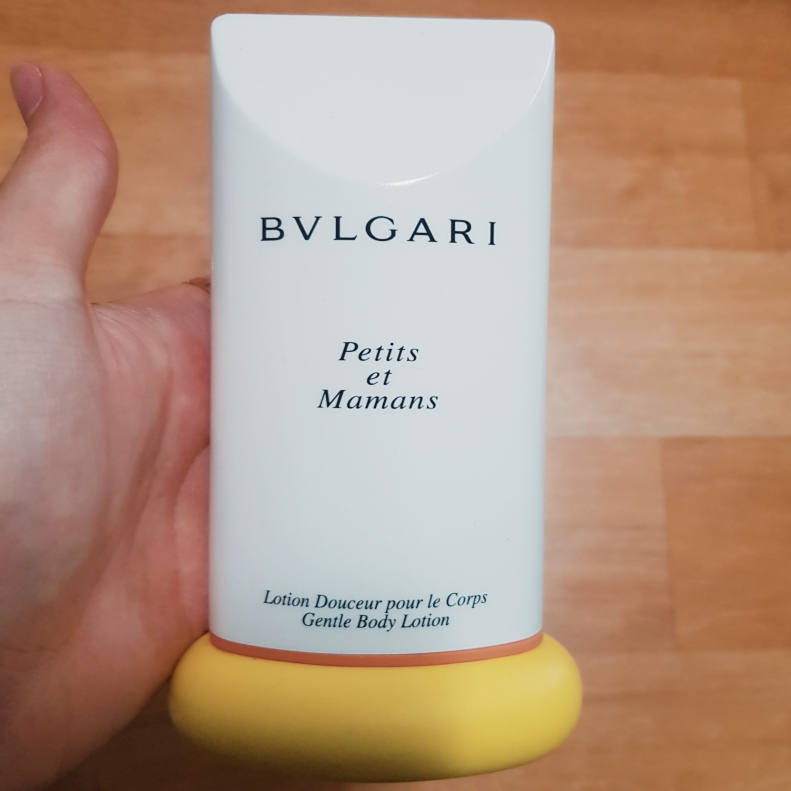 BVLGARI
Petits
et
Mamans
Lotion Douceur pour le Corps
Gentle Body Lotion